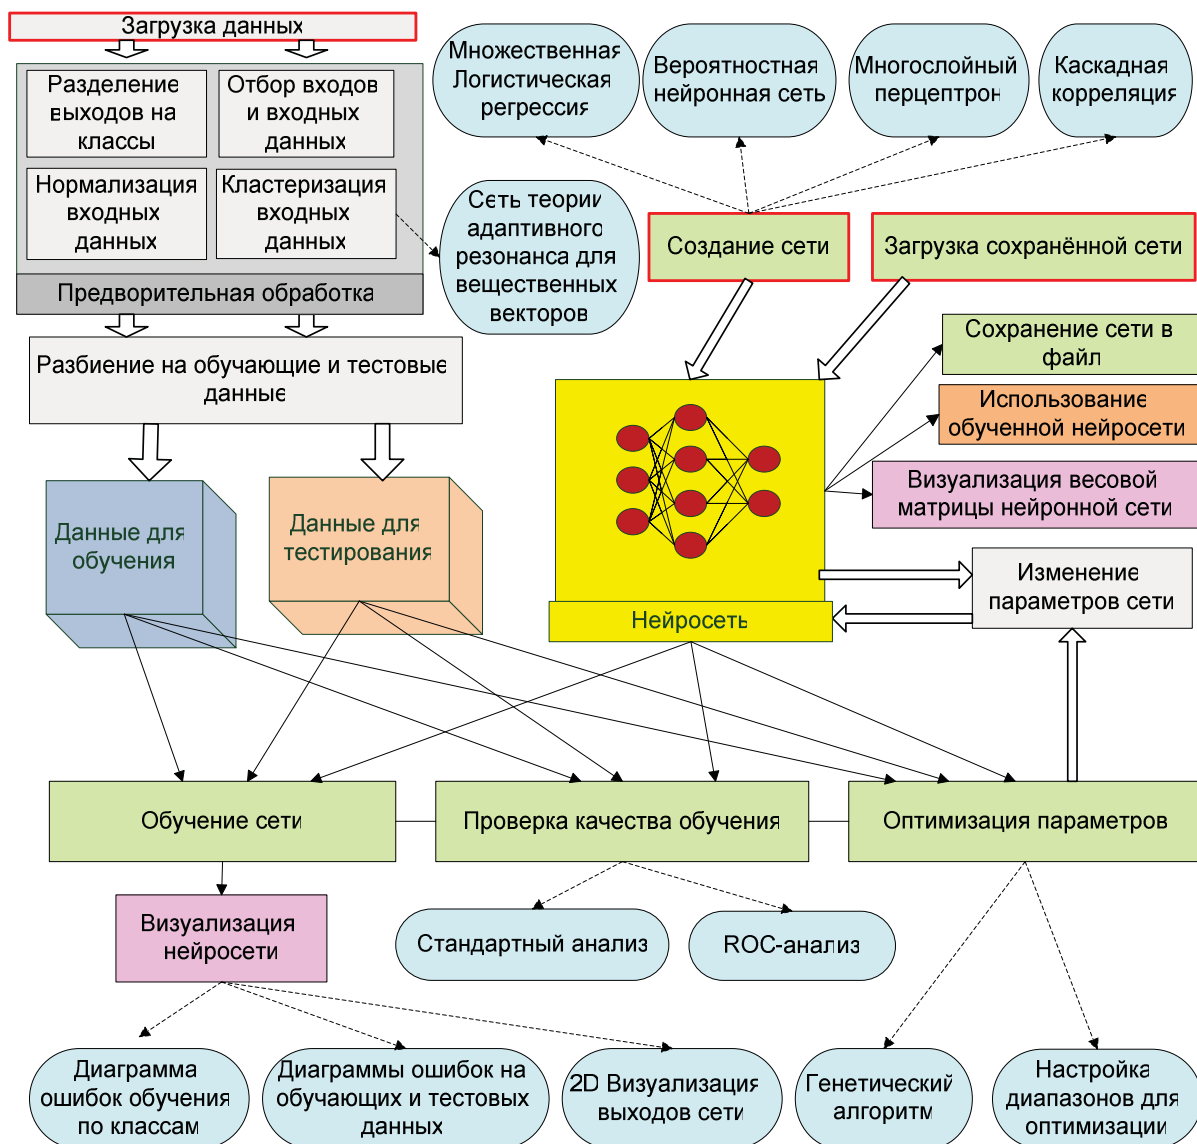 Загрузка данных
Разделение
выходов на
классы
Отбор входов
и входных
данных
Нормализация
входных
данных
Кластеризация
входных
данных
Предворительная обработка
Разбиение на обучающие и тестовые
данные
Данные для
обучения
Данные для
тестирования
Множественная
Логистическая
регрессия
Вероятностная
нейронная сеть
Многослойный
перцептрон
Каскадная
корреляция
Сеть теории
адаптивного
резонанса для
вещественных
векторов
Создание сети
Загрузка сохранённой сети
Сохранение сети в
файл
Использование
обученной нейросети
Визуализация весовой
матрицы нейронной сети
Изменение
параметров сети
Нейросеть
Обучение сети
Проверка качества обучения
Оптимизация параметров
Визуализация
нейросети
Стандартный анализ
ROC-анализ
Диаграмма
ошибок обучения
по классам
Диаграммы ошибок на
обучающих и тестовых
данных
2D Визуализация
выходов сети
Генетический
алгоритм
Настройка
диапазонов для
оптимизации